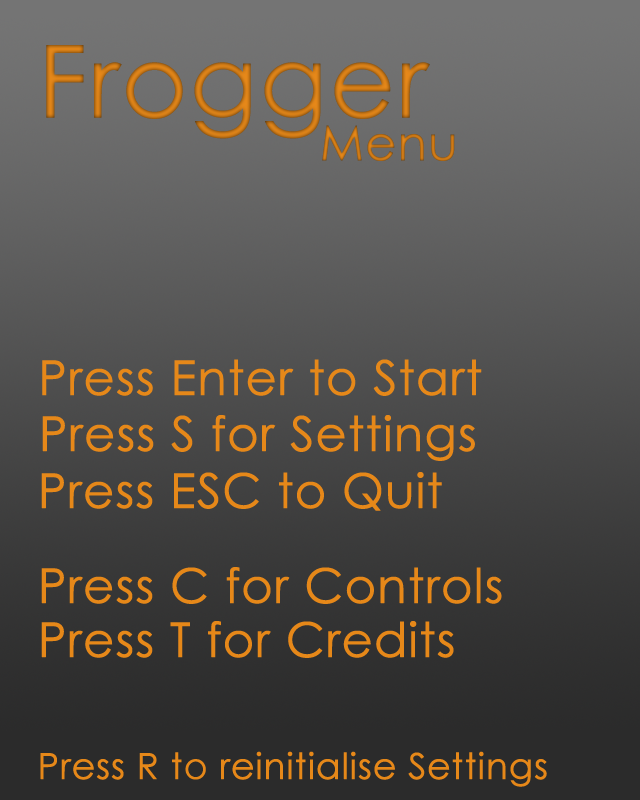 Frogger
Menu
Press Enter to Start
Press S for Settings
Press ESC to Quit
Press C for Controls
Press T for Credits
Press R to reinitialise Settings